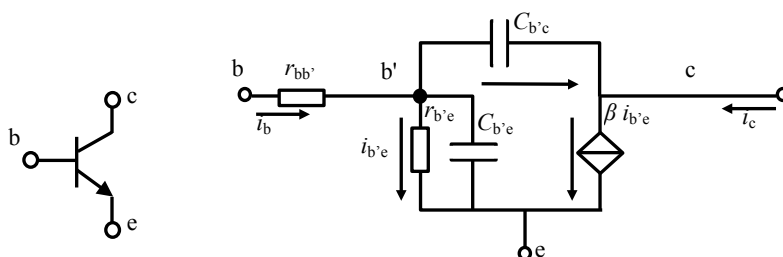 c
b
e
b
r_bb'
i_b
b'
C_b'c
c
r_b'e
C_b'e
i_b'e
β i_b'e
i_c
e